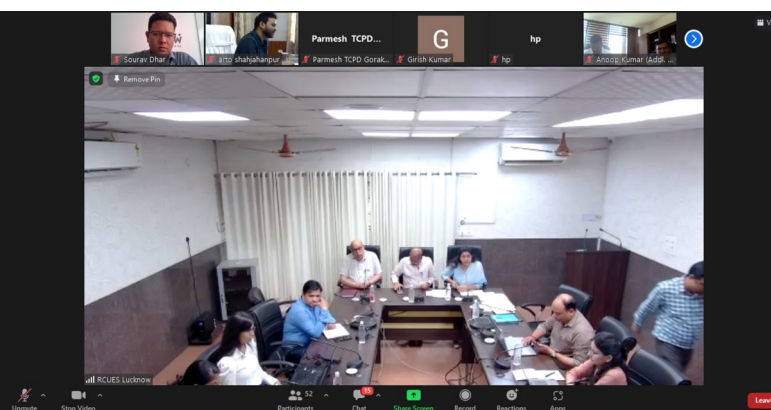 Parmesh TCPD...
G
hp
Sourav Dhar
arto shahjahanpur
Parmesh TCPD Gorak...
Girish Kumar
hp
Anoop Kumar (Addl. ...
V
Remove Pin
RCUES Lucknow
52
15
Unmute
Stop Video
Participants
Chat
Share Screen
Record
Reactions
Apps
Leave